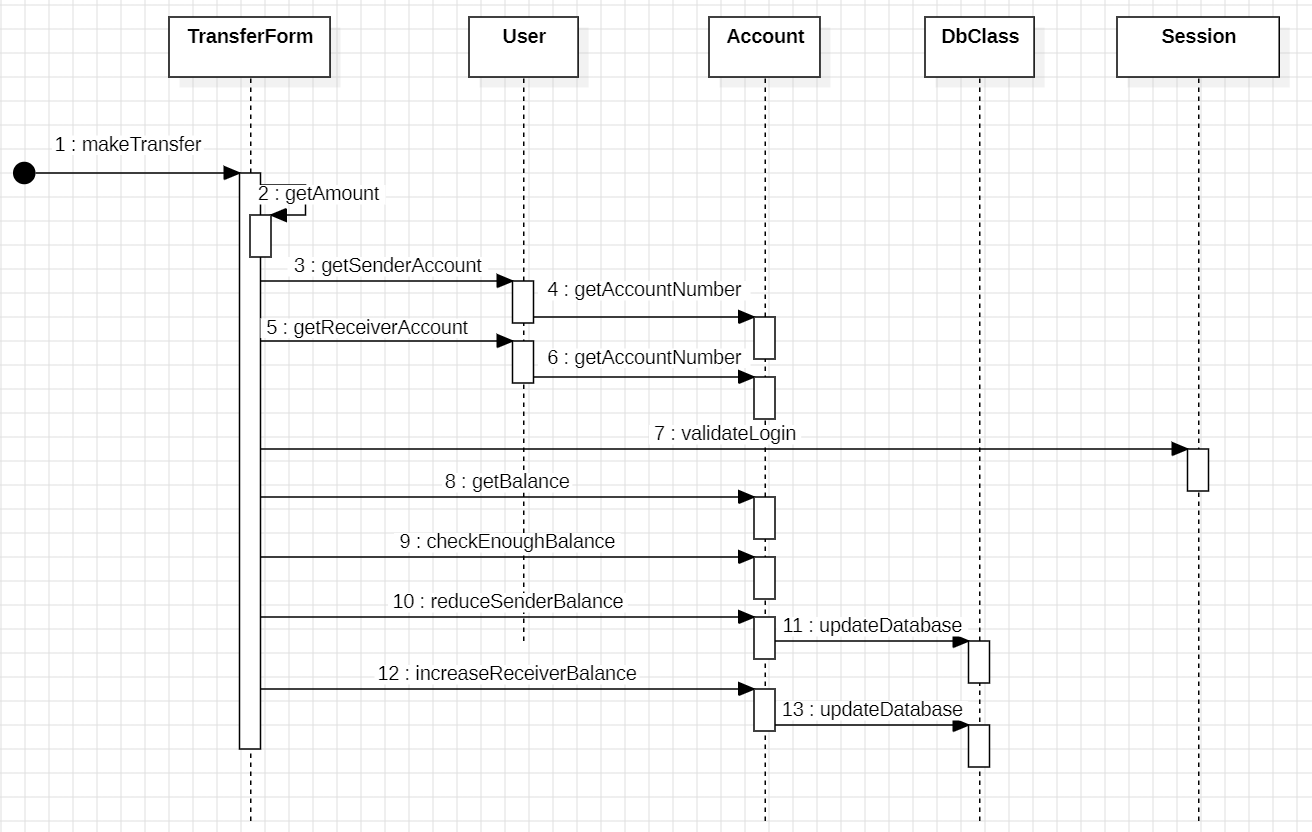 TransferForm
User
Account
DbClass
Session
1 : makeTransfer
2 : getAmount
3 : getSenderAccount
4 : getAccountNumber
5 : getReceiverAccount
6 : getAccountNumber
7 : validateLogin
8 : getBalance
9 : checkEnoughBalance
10 : reduceSenderBalance
11 : updateDatabase
12 : increaseReceiverBalance
13 : updateDatabase